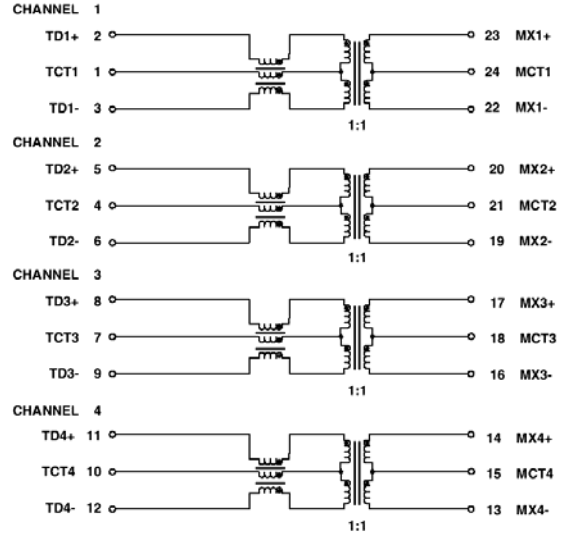 CHANNEL 1
TD1+ 2 23 MX1+
TCT1 1 24 MCT1
TD1- 3 22 MX1-
1:1
CHANNEL 2
TD2+ 5 20 MX2+
TCT2 4 21 MCT2
TD2- 6 19 MX2-
1:1
CHANNEL 3
TD3+ 8 17 MX3+
TCT3 7 18 MCT3
TD3- 9 16 MX3-
1:1
CHANNEL 4
TD4+ 11 14 MX4+
TCT4 10 15 MCT4
TD4- 12 13 MX4-
1:1